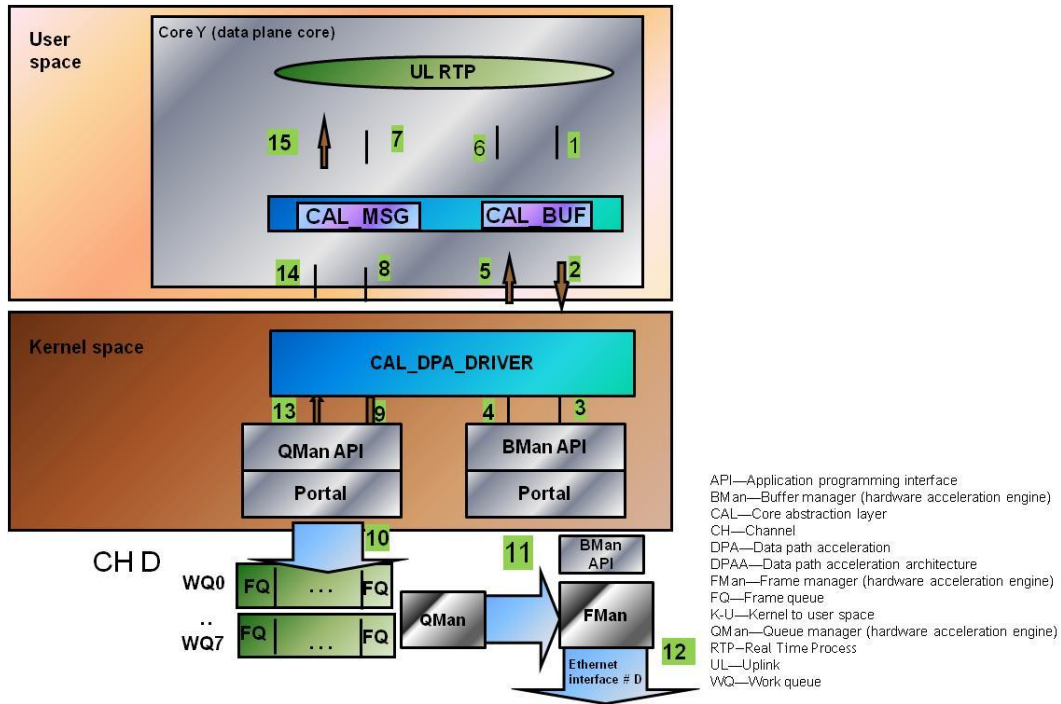 User
space
Core Y (data plane core)
UL RTP
15
7
6
1
CAL_MSG
CAL_BUF
14
8
5
2
Kernel space
CAL_DPA_DRIVER
13
9
4
3
QMan API
BMan API
Portal
Portal
10
11
CH D
BMan
API
WQ0
FQ
...
FQ
..
WQ7
FQ
...
FQ
QMan
FMan
12
Ethernet
interface # D
API—Application programming interface
BMan—Buffer manager (hardware acceleration engine)
CAL—Core abstraction layer
CH—Channel
DPA—Data path acceleration
DPAA—Data path acceleration architecture
FMan—Frame manager (hardware acceleration engine)
FQ—Frame queue
K-U—Kernel to user space
QMan—Queue manager (hardware acceleration engine)
RTP–Real Time Process
UL—Uplink
WQ—Work queue